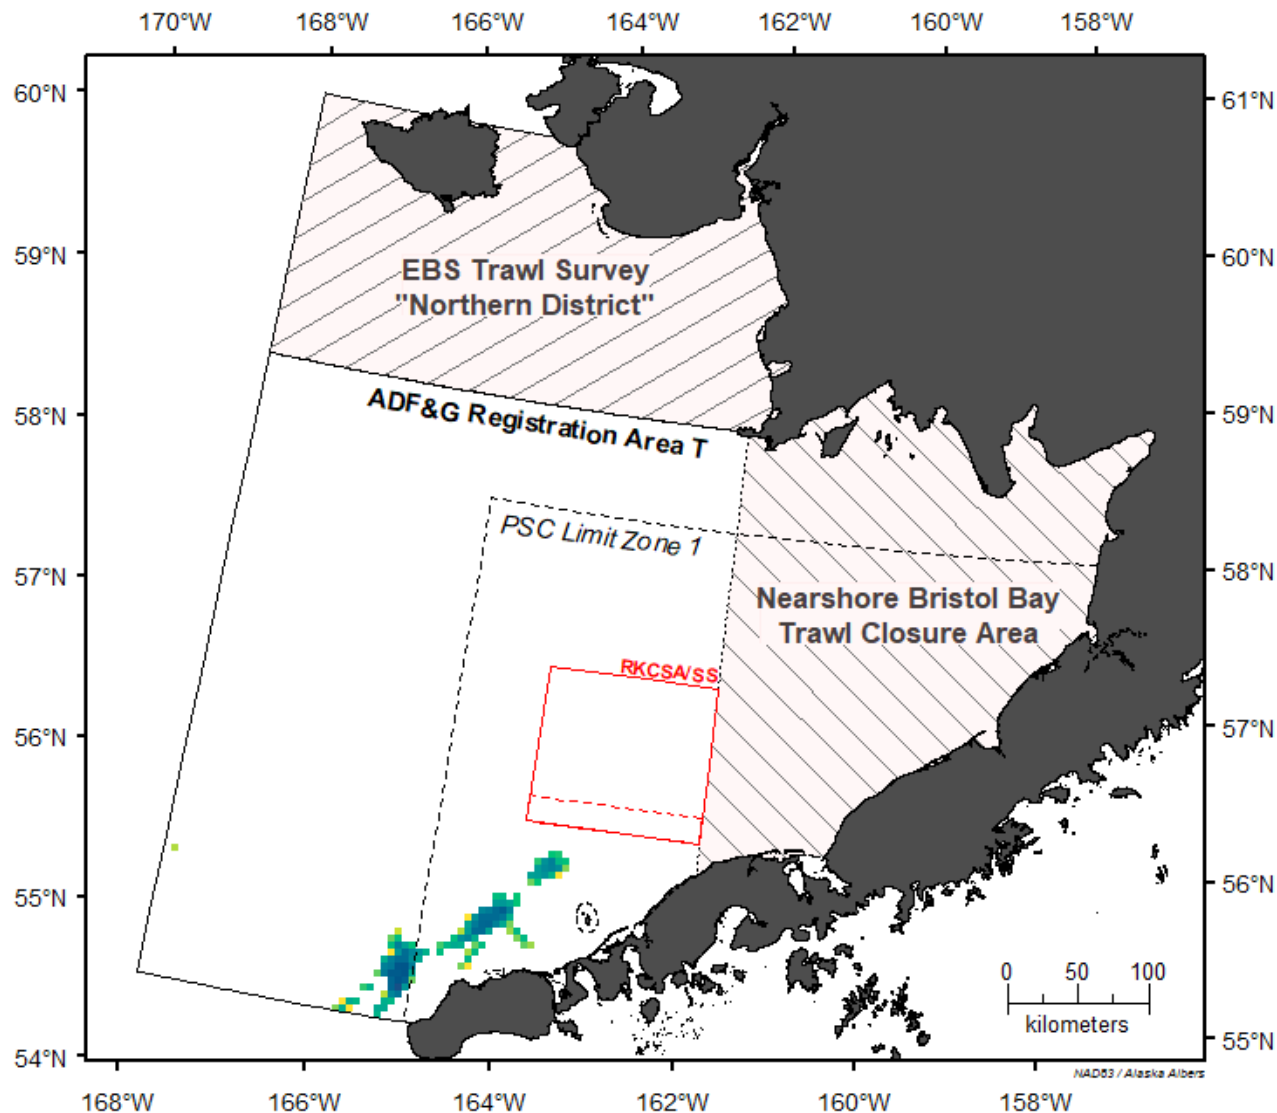 170°W 168°W 166°W 164°W 162°W 160°W 158°W
60°N
61°N
EBS Trawl Survey
"Northern District"
59°N
60°N
58°N
59°N
ADF&G Registration Area T
PSC Limit Zone 1
57°N
58°N
Nearshore Bristol Bay
Trawl Closure Area
RKCSA/SS
56°N
57°N
55°N
56°N
0 50 100
kilometers
54°N
55°N
NAD83 / Alaska Albers
168°W 166°W 164°W 162°W 160°W 158°W